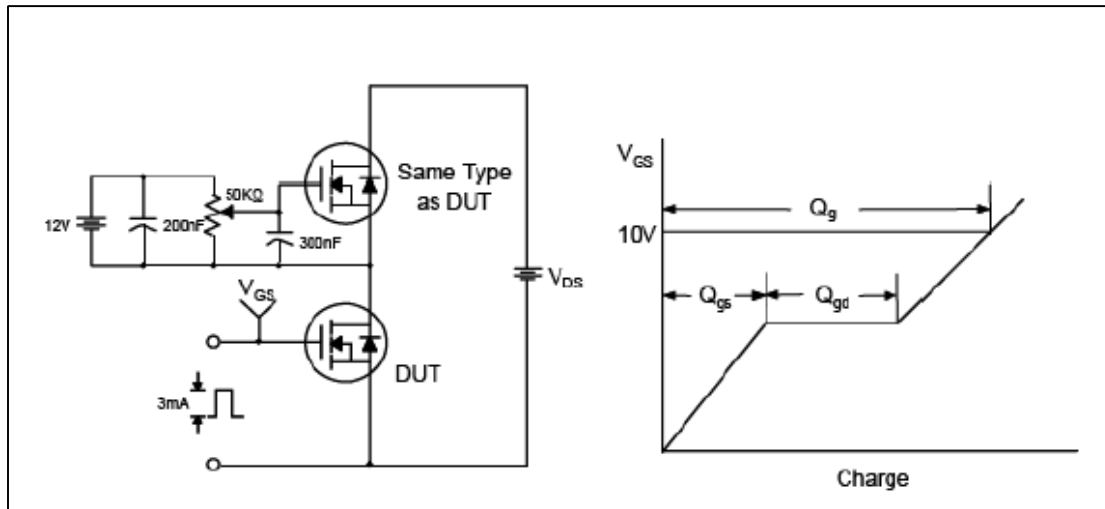 Same Type
as DUT
50KΩ
12V
200nF
300nF
VGS
VDS
DUT
3mA
VGS
10V
Qg
Qgs
Qgd
Charge